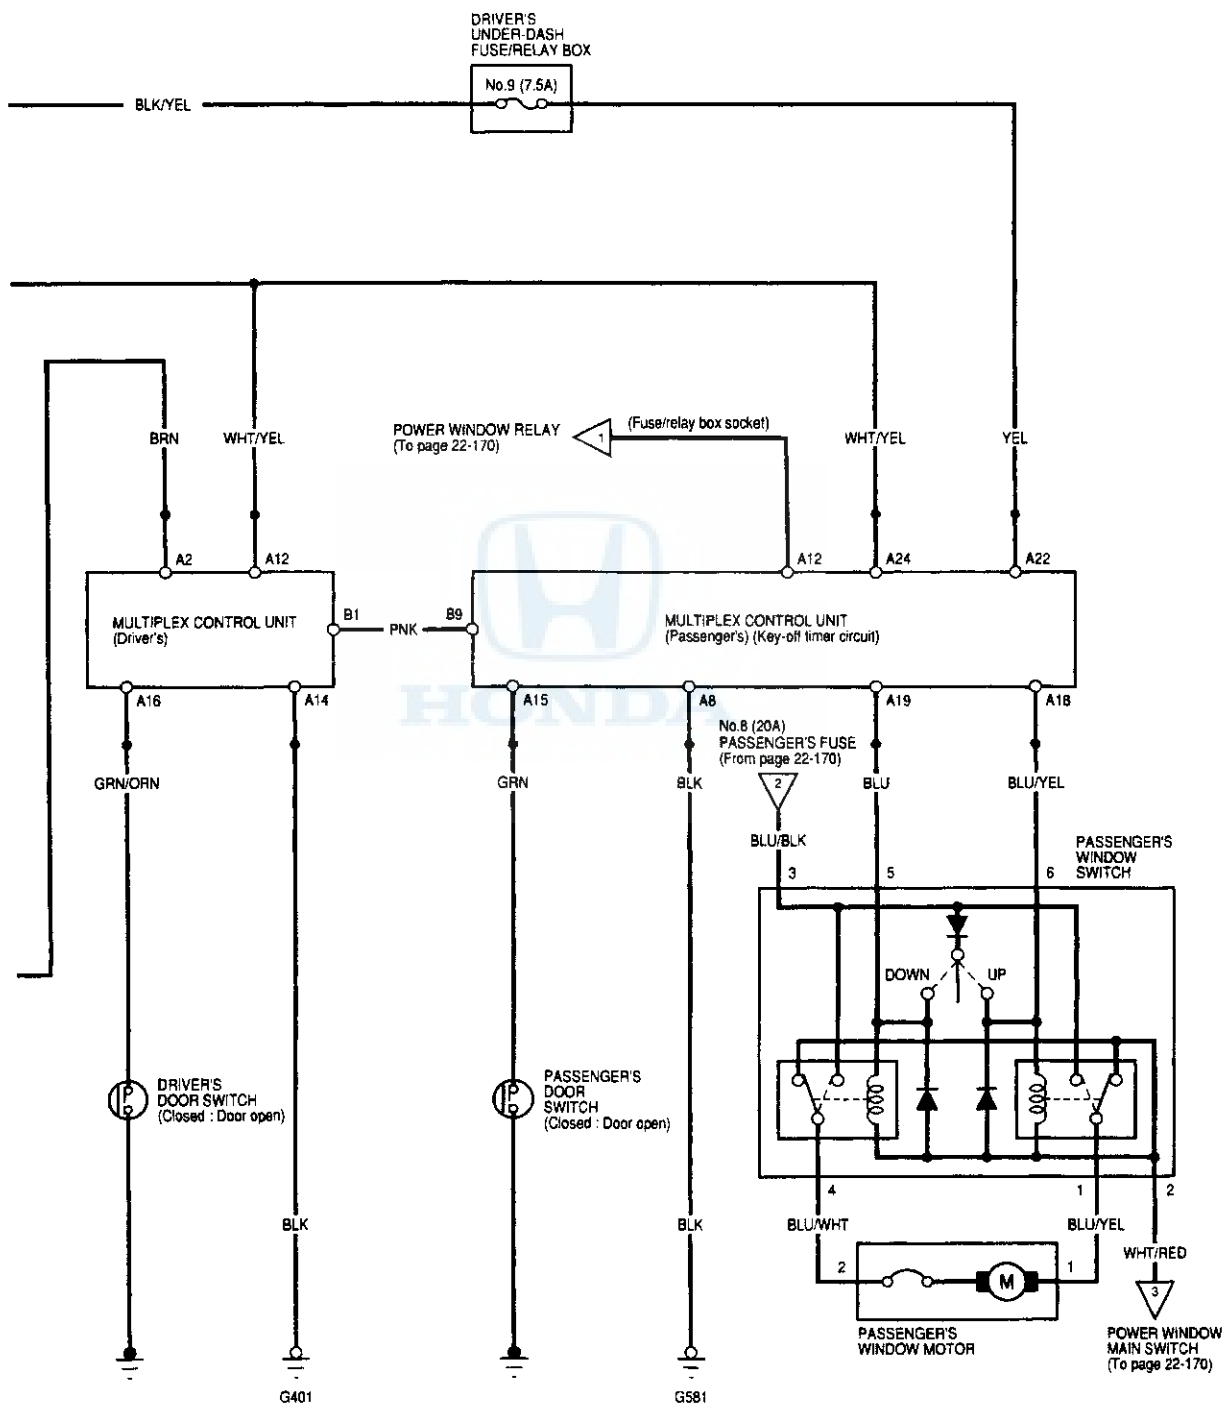 DRIVER'S
UNDER-DASH
FUSE/RELAY BOX
No.9 (7.5A)
BLK/YEL
BRN
WHT/YEL
POWER WINDOW RELAY
(To page 22-170)
1
(Fuse/relay box socket)
WHT/YEL
YEL
A2
A12
A12
A24
A22
MULTIPLEX CONTROL UNIT
(Driver's)
B1
PNK
B9
MULTIPLEX CONTROL UNIT
(Passenger's) (Key-off timer circuit)
HONDA
A16
A14
A15
A8
A19
A18
No.8 (20A)
PASSENGER'S FUSE
(From page 22-170)
2
GRN/ORN
GRN
BLK
BLU
BLU/YEL
BLU/BLK
PASSENGER'S
WINDOW
SWITCH
3
5
6
DOWN
UP
DRIVER'S
DOOR SWITCH
(Closed : Door open)
PASSENGER'S
DOOR
SWITCH
(Closed : Door open)
4
1
2
BLK
BLK
BLU/WHT
BLU/YEL
WHT/RED
2
M
1
3
PASSENGER'S
WINDOW MOTOR
POWER WINDOW
MAIN SWITCH
(To page 22-170)
G401
G581